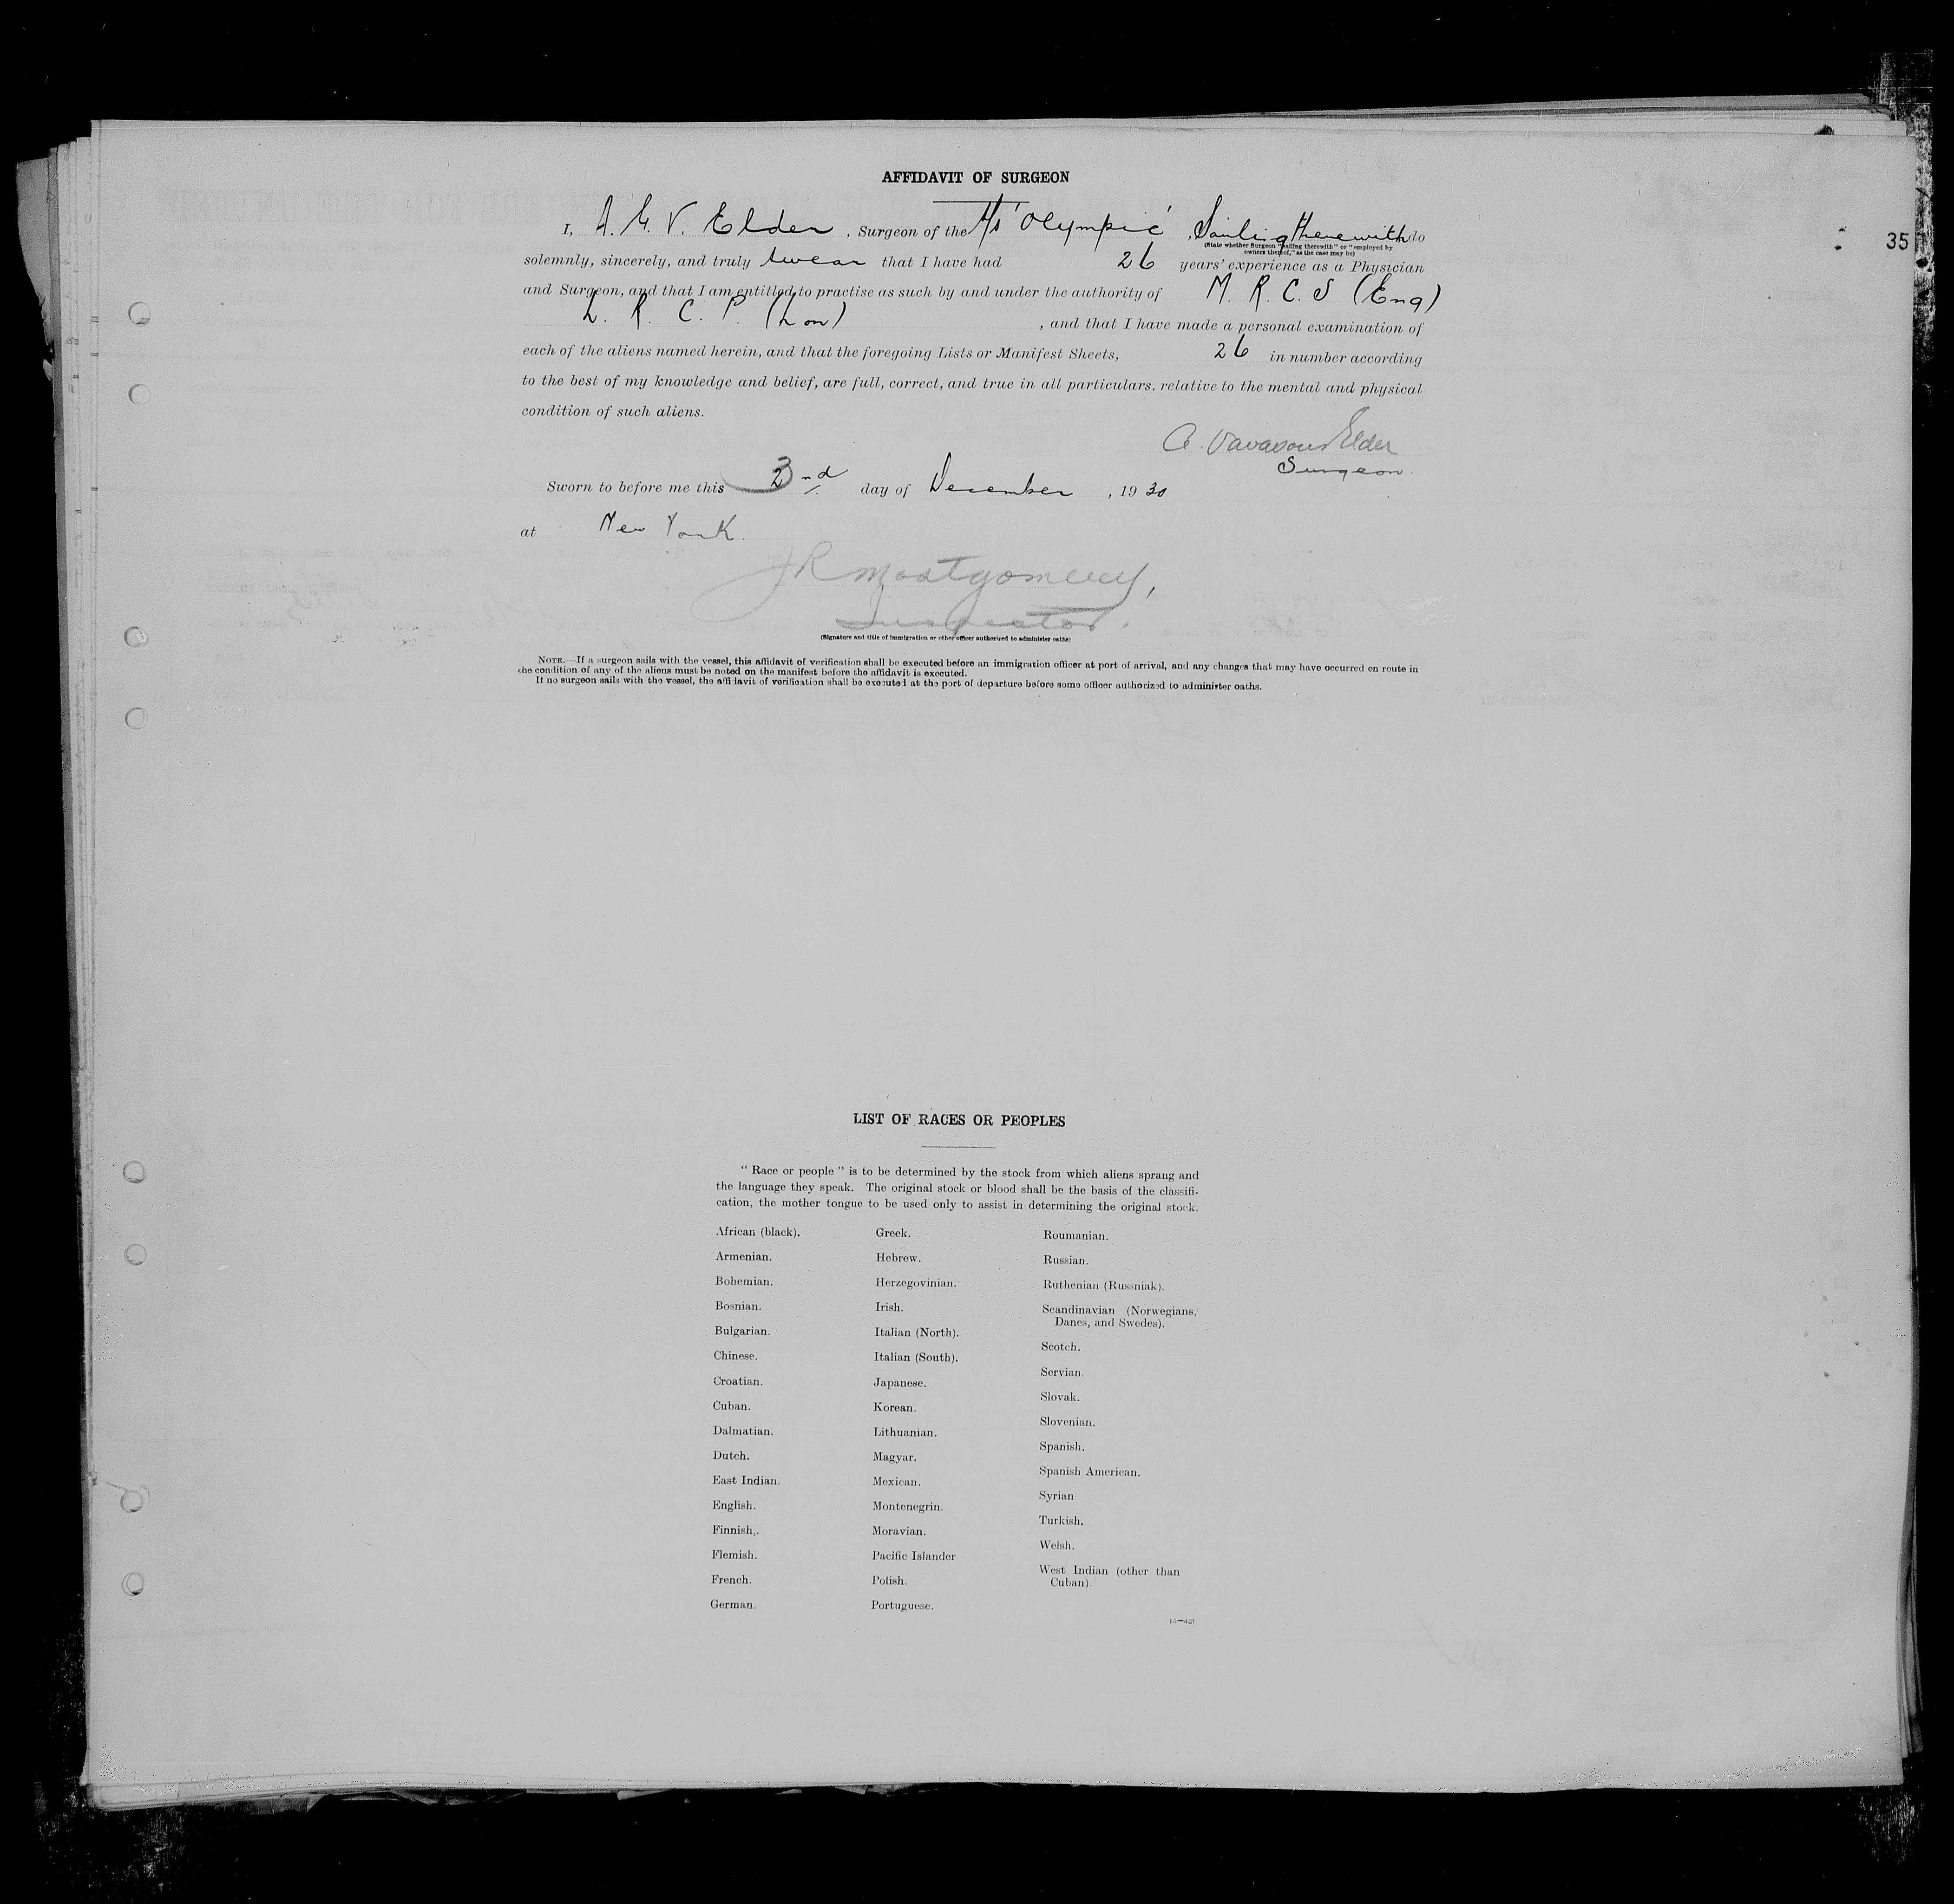 AFFIDAVIT OF SURGEON
I, A. G. V. Elder, Surgeon of the S/s 'Olympic', Sailing therewith do
(State whether Surgeon "sailing therewith" or "employed by
owners thereof," as the case may be)
solemnly, sincerely, and truly swear that I have had 26 years' experience as a Physician
and Surgeon, and that I am entitled to practise as such by and under the authority of M. R. C. S (Eng)
L. R. C. P. (Lon), and that I have made a personal examination of
each of the aliens named herein, and that the foregoing Lists or Manifest Sheets, 26 in number according
to the best of my knowledge and belief, are full, correct, and true in all particulars. relative to the mental and physical
condition of such aliens.
A. Vavasour Elder
Surgeon.
Sworn to before me this 3 nd day of December, 1930
at New York.
J R Montgomery,
Inspector.
(Signature and title of immigration or other officer authorized to administer oaths)
NOTE.—If a surgeon sails with the vessel, this affidavit of verification shall be executed before an immigration officer at port of arrival, and any changes that may have occurred on route in
the condition of any of the aliens must be noted on the manifest before the affidavit is executed.
If no surgeon sails with the vessel, the affidavit of verification shall be executed at the port of departure before some officer authorized to administer oaths.
35
LIST OF RACES OR PEOPLES
"Race or people" is to be determined by the stock from which aliens sprang and
the language they speak. The original stock or blood shall be the basis of the classifi-
cation, the mother tongue to be used only to assist in determining the original stock.
African (black).
Armenian.
Bohemian.
Bosnian.
Bulgarian.
Chinese.
Croatian.
Cuban.
Dalmatian.
Dutch.
East Indian.
English.
Finnish.
Flemish.
French.
German.
Greek.
Hebrew.
Herzegovinian.
Irish.
Italian (North).
Italian (South).
Japanese.
Korean.
Lithuanian.
Magyar.
Mexican.
Montenegrin.
Moravian.
Pacific Islander
Polish.
Portuguese.
Roumanian.
Russian.
Ruthenian (Russniak).
Scandinavian (Norwegians,
Danes, and Swedes).
Scotch.
Servian.
Slovak.
Slovenian.
Spanish.
Spanish American.
Syrian
Turkish.
Welsh.
West Indian (other than
Cuban).